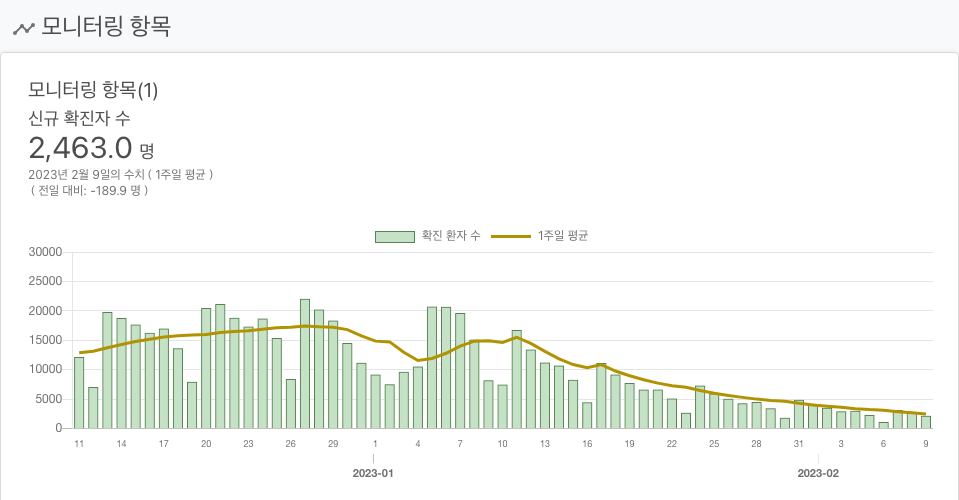 모니터링 항목
모니터링 항목(1)
신규 확진자 수
2,463.0 명
2023년 2월 9일의 수치 ( 1주일 평균 )
( 전일 대비: -189.9 명 )
확진 환자 수 1주일 평균
30000
25000
20000
15000
10000
5000
0
11 14 17 20 23 26 29 1 4 7 10 13 16 19 22 25 28 31 3 6 9
2023-01 2023-02